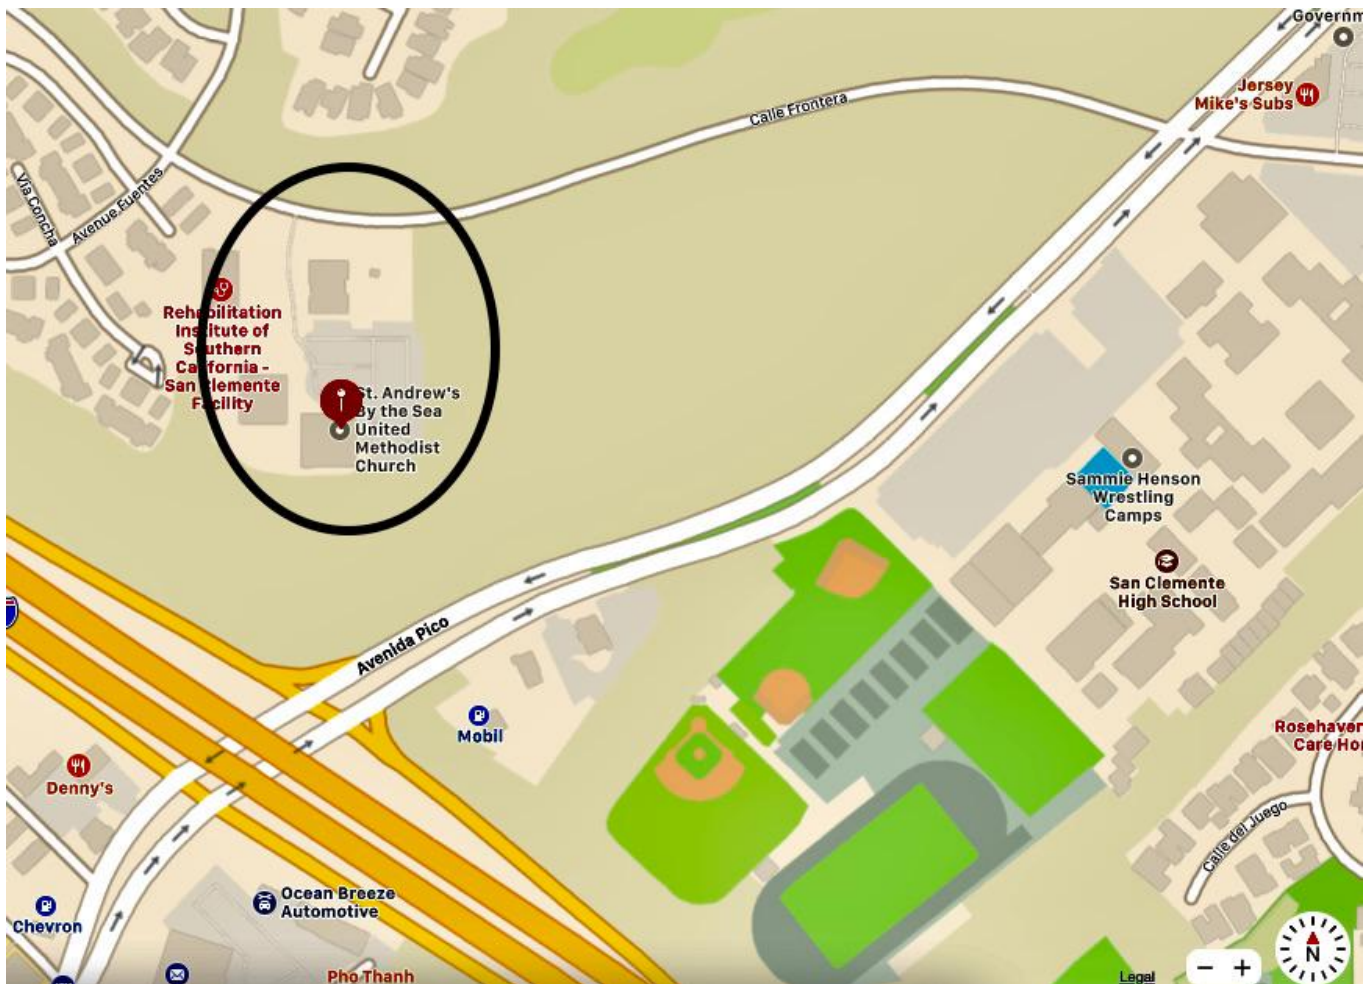 Governm
Jersey
Mike's Subs
Calle Frontera
Via Concha
Avenue Fuentes
Rehabilitation
Institute of
Southern
California -
San Clemente
Facility
St. Andrew's
By the Sea
United
Methodist
Church
Sammie Henson
Wrestling
Camps
San Clemente
High School
Avenida Pico
Mobil
Rosehaven
Care Ho
Denny's
Calle del Juego
Ocean Breeze
Automotive
Chevron
Pho Thanh
Legal
− +
N